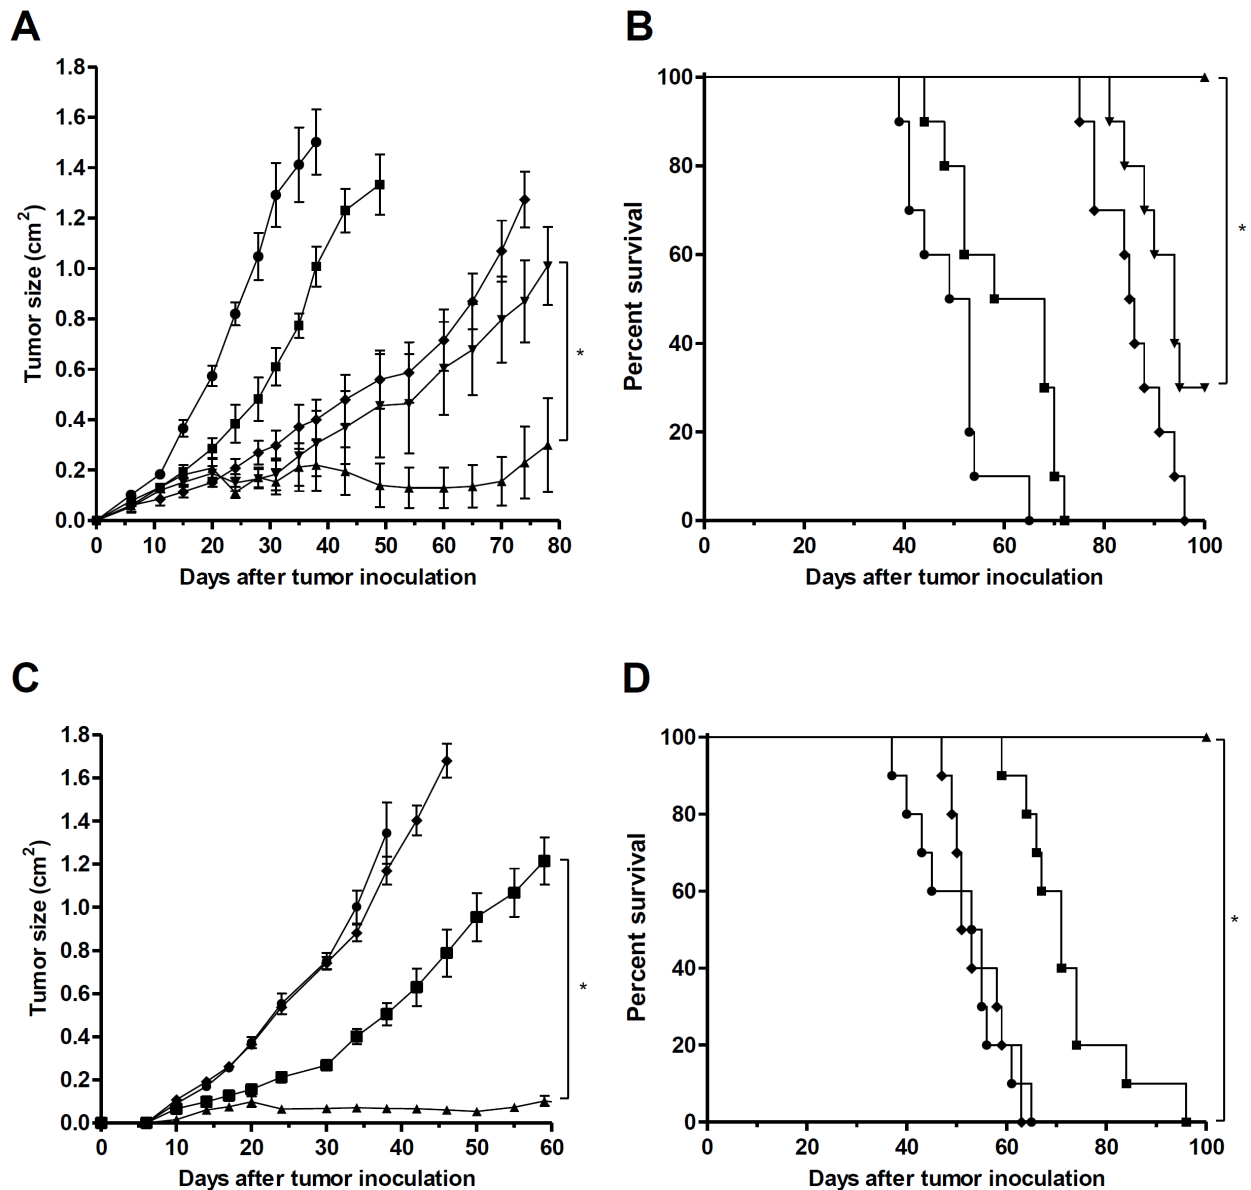 A
1.8
1.6
1.4
1.2
1.0
0.8
0.6
0.4
0.2
0.0
Tumor size (cm²)
0 10 20 30 40 50 60 70 80
Days after tumor inoculation
*
B
100
80
60
40
20
0
Percent survival
0 20 40 60 80 100
Days after tumor inoculation
*
C
1.8
1.6
1.4
1.2
1.0
0.8
0.6
0.4
0.2
0.0
Tumor size (cm²)
0 10 20 30 40 50 60
Days after tumor inoculation
*
D
100
80
60
40
20
0
Percent survival
0 20 40 60 80 100
Days after tumor inoculation
*